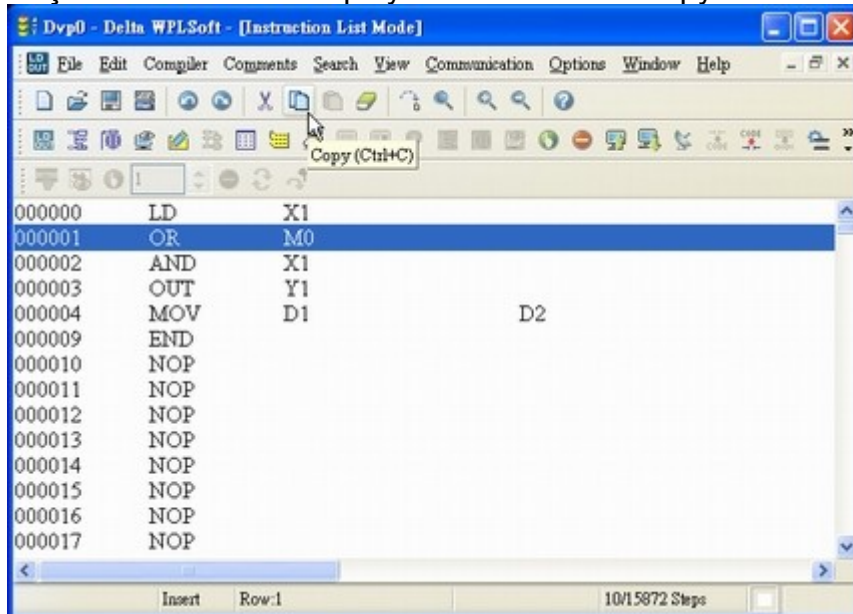 Dvp0 - Delta WPLSoft - [Instruction List Mode]
File Edit Compiler Comments Search View Communication Options Window Help
Copy (Ctrl+C)
1
000000 LD X1
000001 OR M0
000002 AND X1
000003 OUT Y1
000004 MOV D1 D2
000009 END
000010 NOP
000011 NOP
000012 NOP
000013 NOP
000014 NOP
000015 NOP
000016 NOP
000017 NOP
Insert Row:1 10/15872 Steps